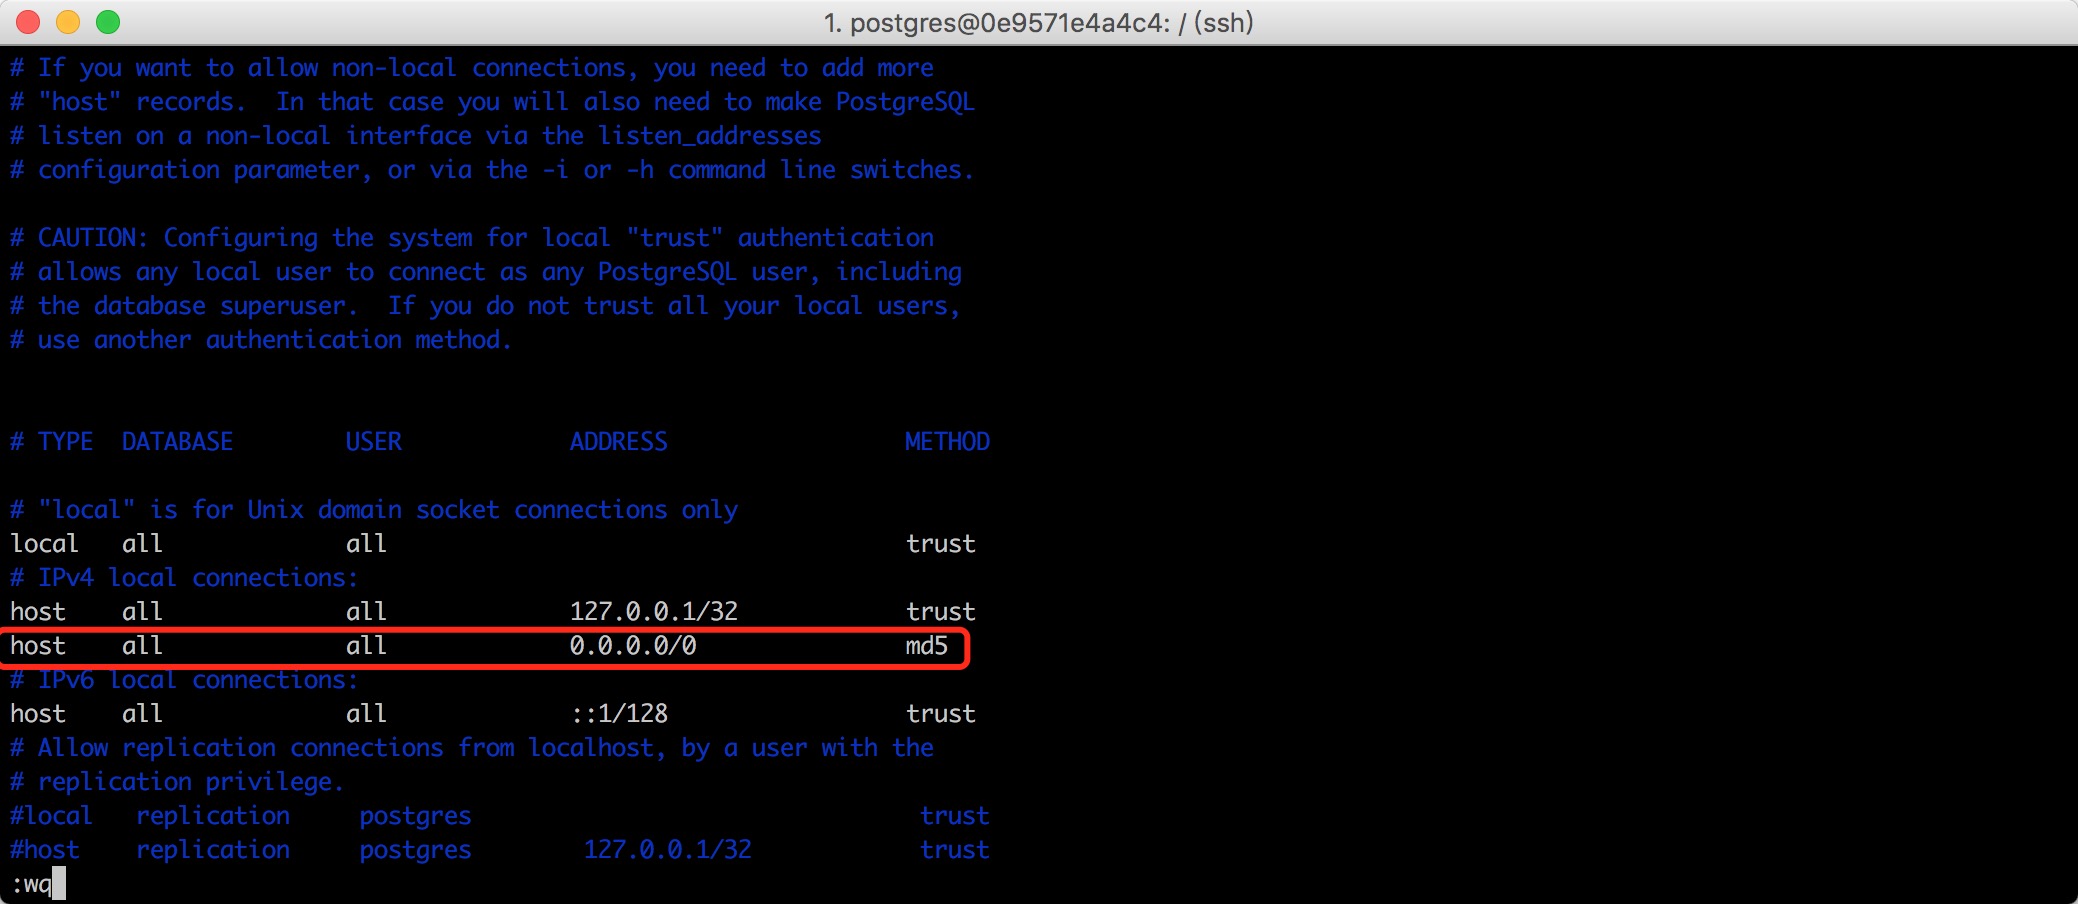 1. postgres@0e9571e4a4c4: / (ssh)
# If you want to allow non-local connections, you need to add more
# "host" records.  In that case you will also need to make PostgreSQL
# listen on a non-local interface via the listen_addresses
# configuration parameter, or via the -i or -h command line switches.
# CAUTION: Configuring the system for local "trust" authentication
# allows any local user to connect as any PostgreSQL user, including
# the database superuser.  If you do not trust all your local users,
# use another authentication method.
# TYPE  DATABASE        USER            ADDRESS                 METHOD
# "local" is for Unix domain socket connections only
local   all             all                                     trust
# IPv4 local connections:
host    all             all             127.0.0.1/32            trust
host    all             all             0.0.0.0/0               md5
# IPv6 local connections:
host    all             all             ::1/128                 trust
# Allow replication connections from localhost, by a user with the
# replication privilege.
#local   replication     postgres                                trust
#host    replication     postgres        127.0.0.1/32            trust
:wq